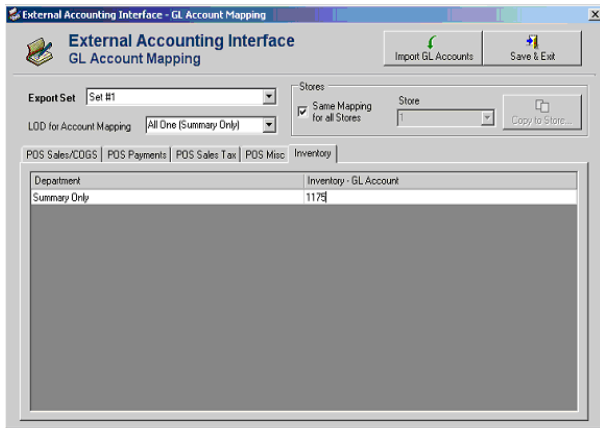 External Accounting Interface - GL Account Mapping
External Accounting Interface
GL Account Mapping
Import GL Accounts
Save & Exit
Export Set
Set #1
LOD for Account Mapping
All One (Summary Only)
Stores
Same Mapping
for all Stores
Store
1
Copy to Store...
POS Sales/COGS
POS Payments
POS Sales Tax
POS Misc
Inventory
Department
Inventory - GL Account
Summary Only
1175